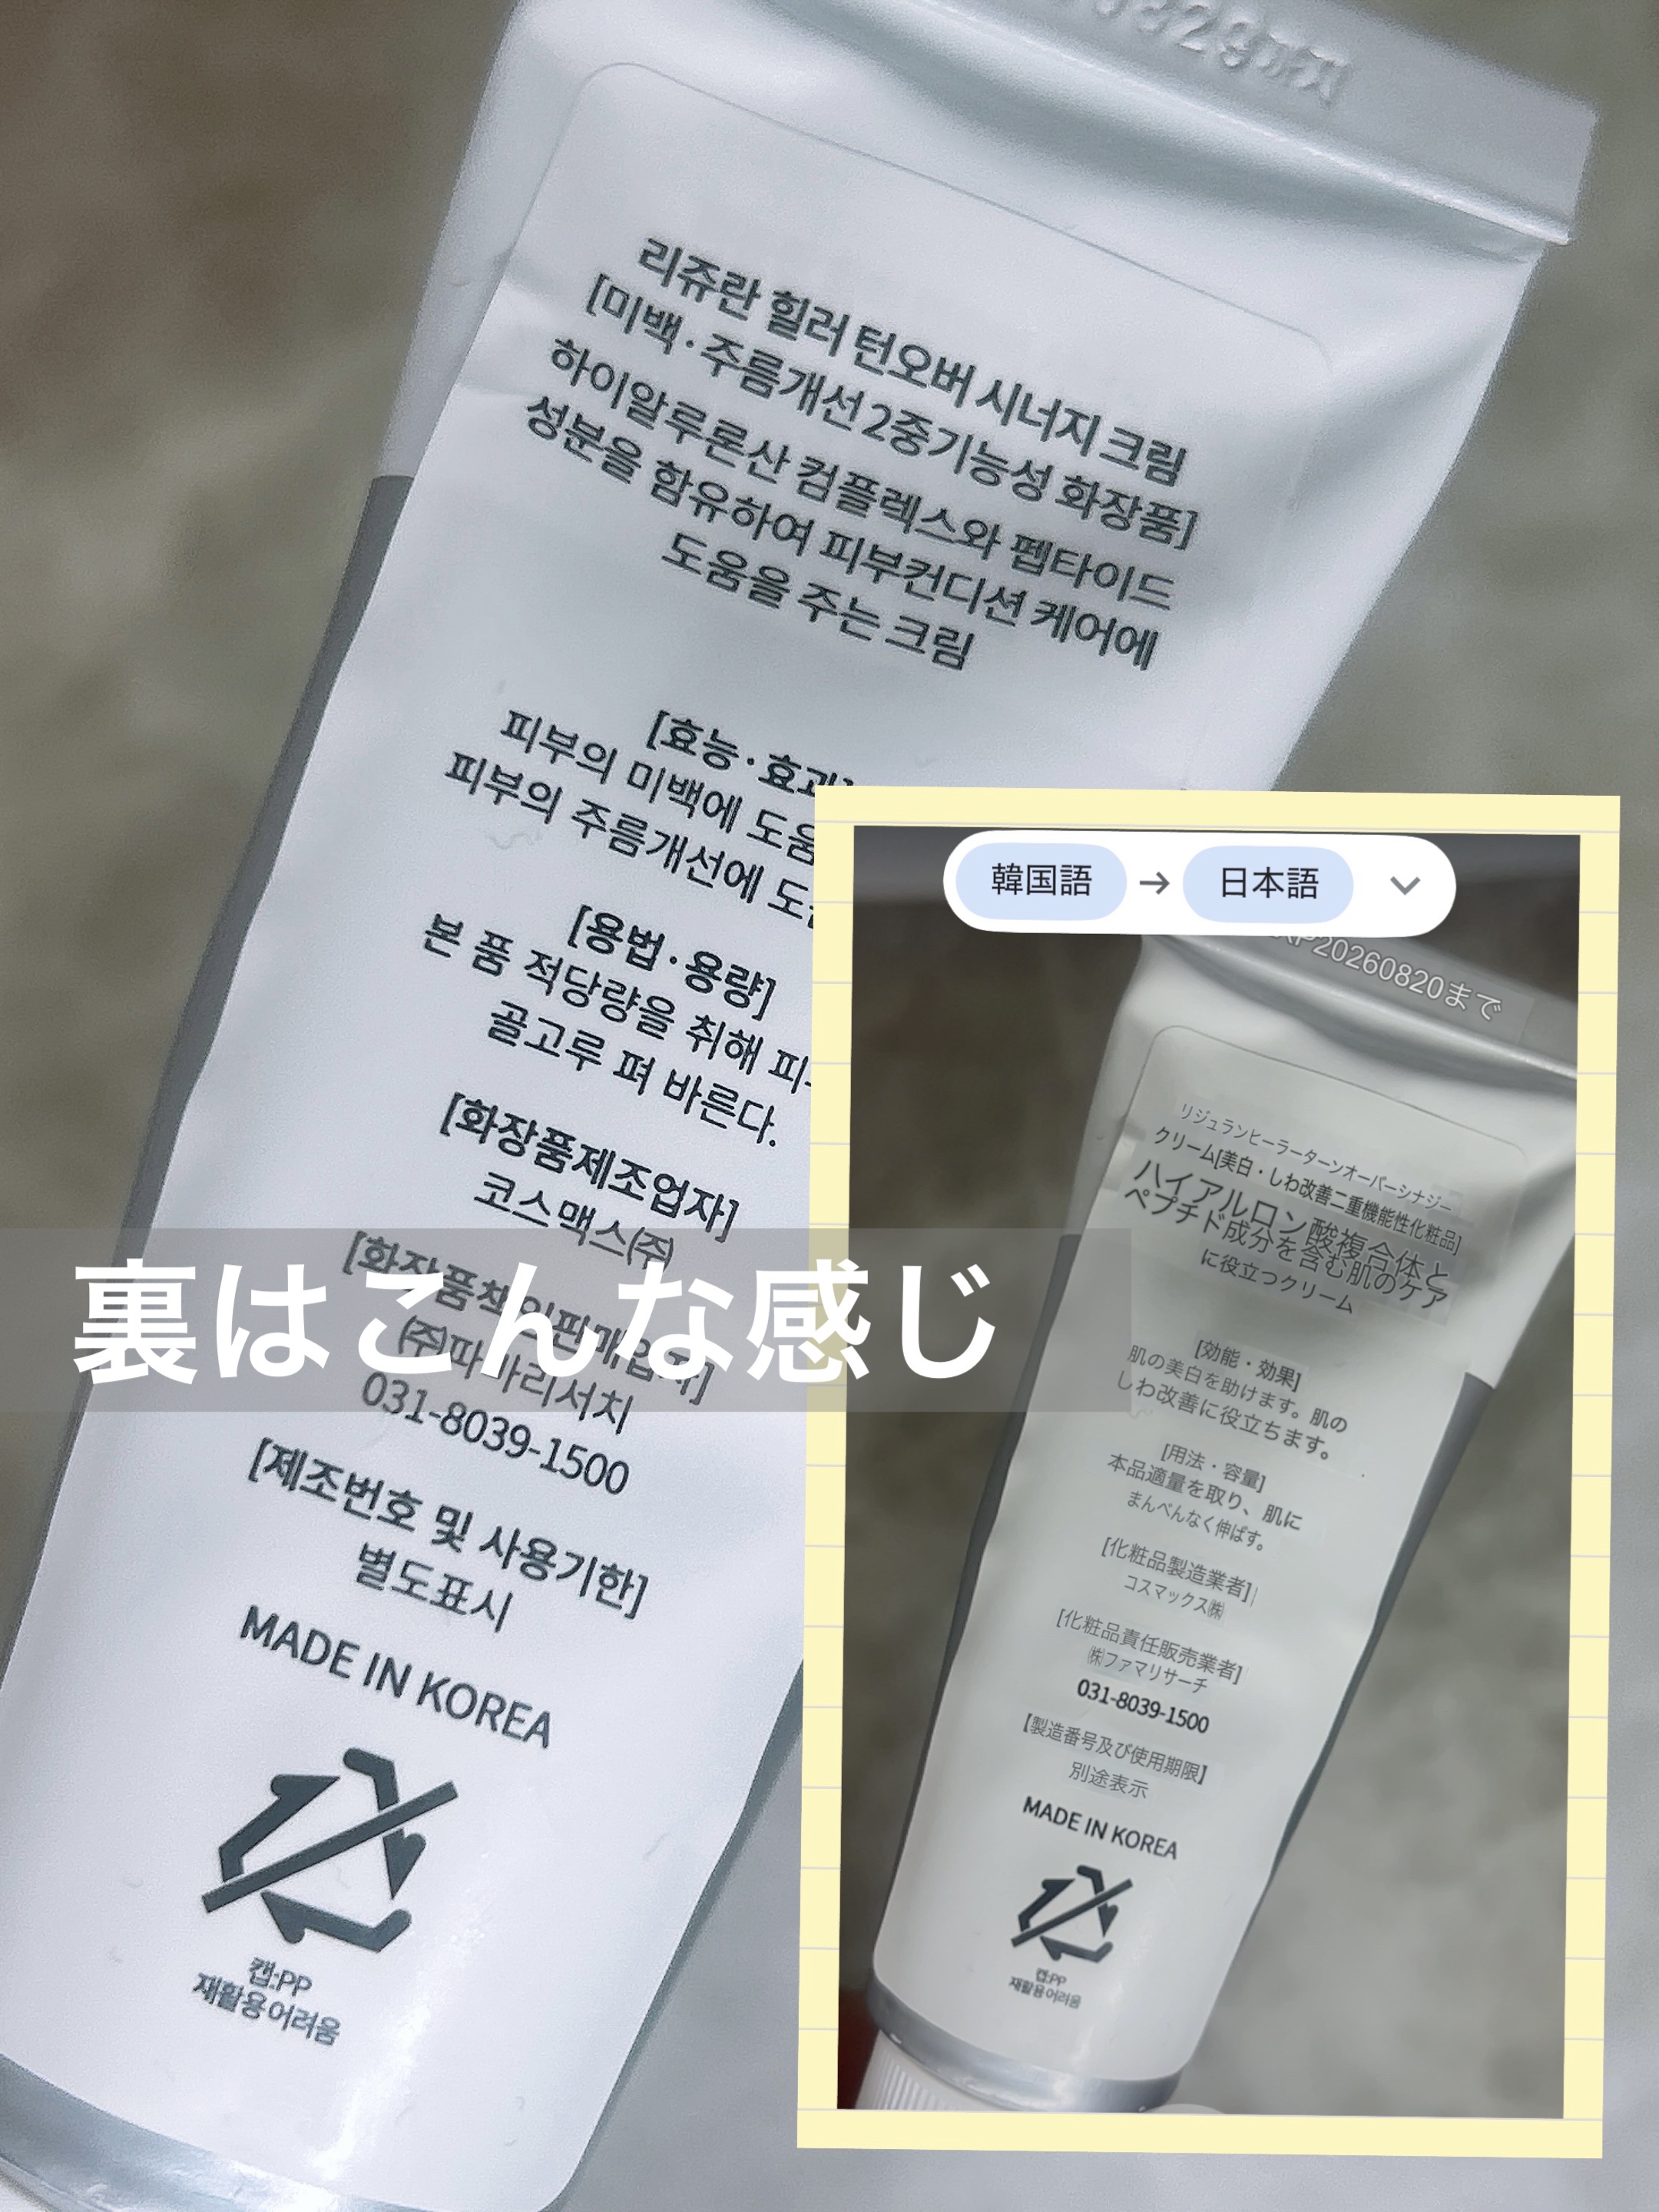 리쥬란 힐러 턴오버 시너지 크림
[미백·주름개선 2중기능성 화장품]
하이알루론산 컴플렉스와 펩타이드
성분을 함유하여 피부컨디션 케어에
도움을 주는 크림
[효능·효과]
피부의 미백에 도움
피부의 주름개선에
[용법·용량]
본 품 적당량을 취해
골고루 펴 바른다.
[화장품제조업자]
코스맥스㈜
裏はこんな感じ
031-8039-1500
[제조번호 및 사용기한]
별도표시
MADE IN KOREA
캡:PP
재활용어려움
韓国語 → 日本語
20260820まで
リジュランヒーラーターンオーバーシナジー
クリーム[美白・しわ改善二重機能性化粧品]
ハイアルロン酸複合体と
ペプチド成分を含む肌のケア
に役立つクリーム
[効能・効果]
肌の美白を助けます。肌の
しわ改善に役立ちます。
[用法・容量]
本品適量を取り、肌に
まんべんなく伸ばす。
[化粧品製造業者]
コスマックス㈱
[化粧品責任販売業者]
㈱ファマリサーチ
031-8039-1500
【製造番号及び使用期限】
別途表示
MADE IN KOREA
캡:PP
재활용어려움